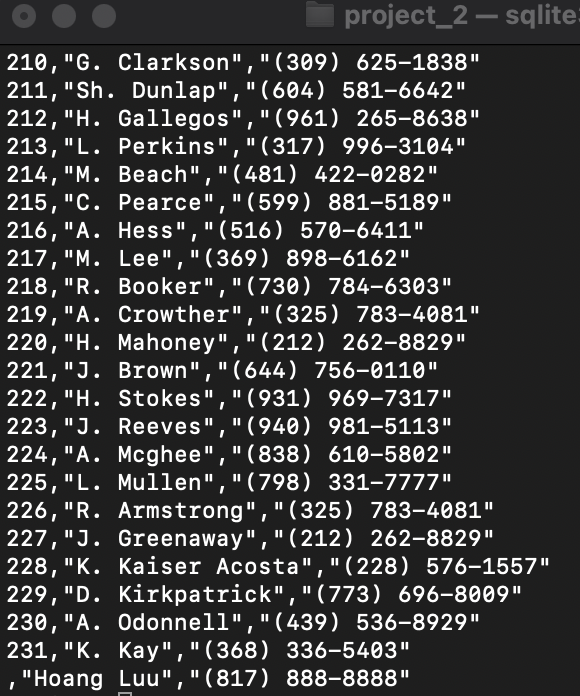 project_2 — sqlite3
210,"G. Clarkson","(309) 625-1838"
211,"Sh. Dunlap","(604) 581-6642"
212,"H. Gallegos","(961) 265-8638"
213,"L. Perkins","(317) 996-3104"
214,"M. Beach","(481) 422-0282"
215,"C. Pearce","(599) 881-5189"
216,"A. Hess","(516) 570-6411"
217,"M. Lee","(369) 898-6162"
218,"R. Booker","(730) 784-6303"
219,"A. Crowther","(325) 783-4081"
220,"H. Mahoney","(212) 262-8829"
221,"J. Brown","(644) 756-0110"
222,"H. Stokes","(931) 969-7317"
223,"J. Reeves","(940) 981-5113"
224,"A. Mcghee","(838) 610-5802"
225,"L. Mullen","(798) 331-7777"
226,"R. Armstrong","(325) 783-4081"
227,"J. Greenaway","(212) 262-8829"
228,"K. Kaiser Acosta","(228) 576-1557"
229,"D. Kirkpatrick","(773) 696-8009"
230,"A. Odonnell","(439) 536-8929"
231,"K. Kay","(368) 336-5403"
,"Hoang Luu","(817) 888-8888"